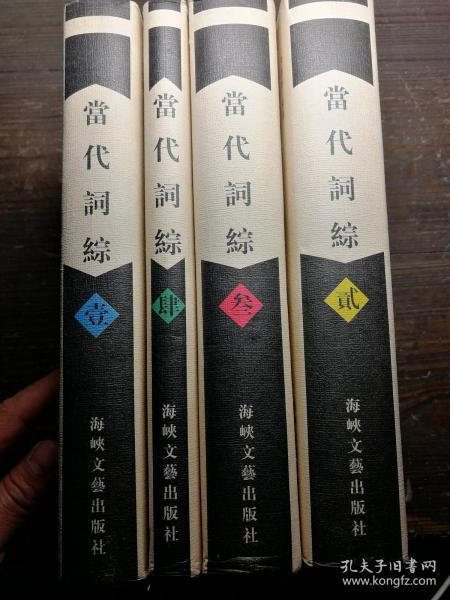 當代詞綜
壹
海峽文藝出版社
當代詞綜
肆
海峽文藝出版社
當代詞綜
叁
海峽文藝出版社
當代詞綜
貳
海峽文藝出版社
孔夫子旧书网
www.kongfz.com